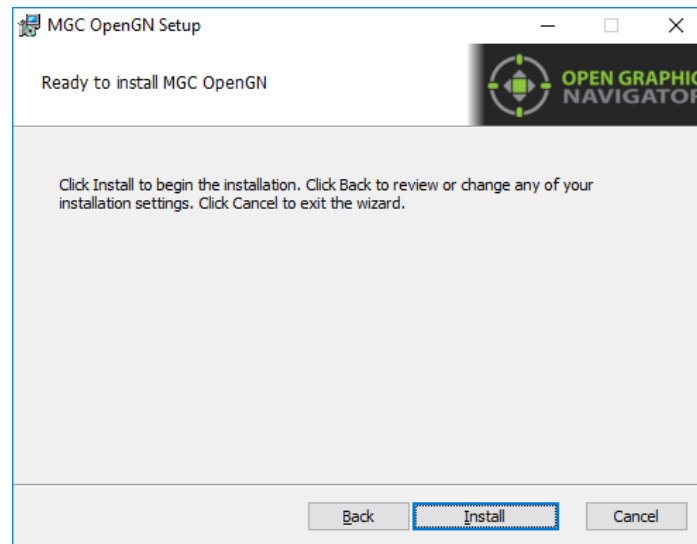 MGC OpenGN Setup
Ready to install MGC OpenGN
OPEN GRAPHIC
NAVIGATOR
Click Install to begin the installation. Click Back to review or change any of your
installation settings. Click Cancel to exit the wizard.
Back
Install
Cancel